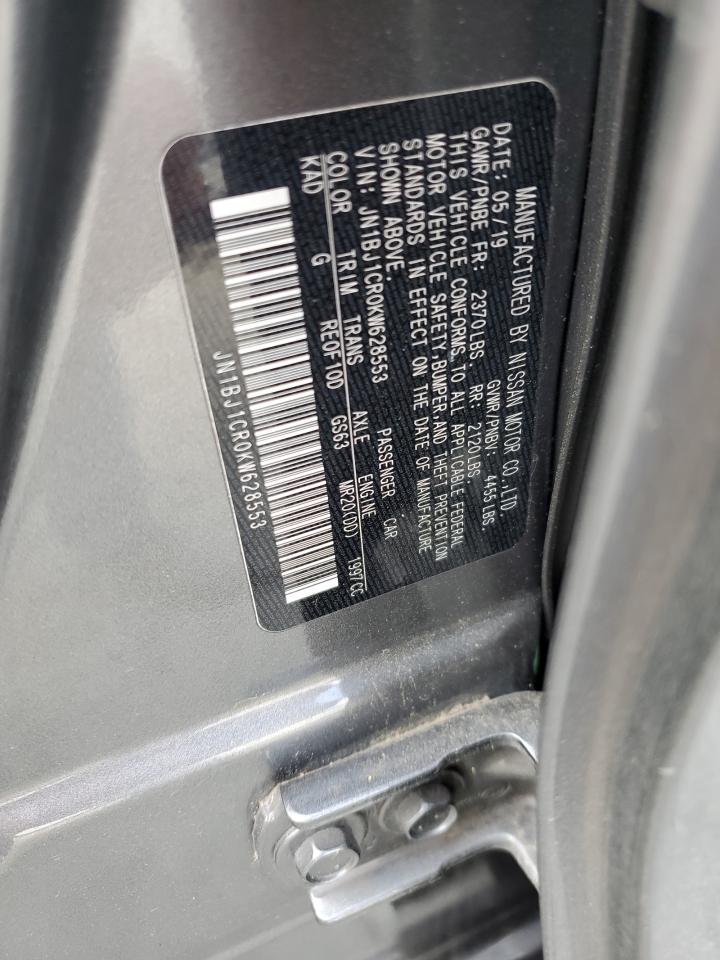 MANUFACTURED BY NISSAN MOTOR CO.,LTD.
DATE: 05/19 GVWR/PNBV: 4455 LBS.
GAWR/PNBE FR: 2370LBS RR: 2120 LBS.
THIS VEHICLE CONFORMS TO ALL APPLICABLE FEDERAL
MOTOR VEHICLE SAFETY, BUMPER, AND THEFT PREVENTION
STANDARDS IN EFFECT ON THE DATE OF MANUFACTURE
SHOWN ABOVE.
VIN: JN1BJ1CR0KW628553 PASSENGER CAR
COLOR TRIM TRANS AXLE ENGINE
KAD G RE0F10D GS63 MR20(DD) 1997CC
JN1BJ1CR0KW628553